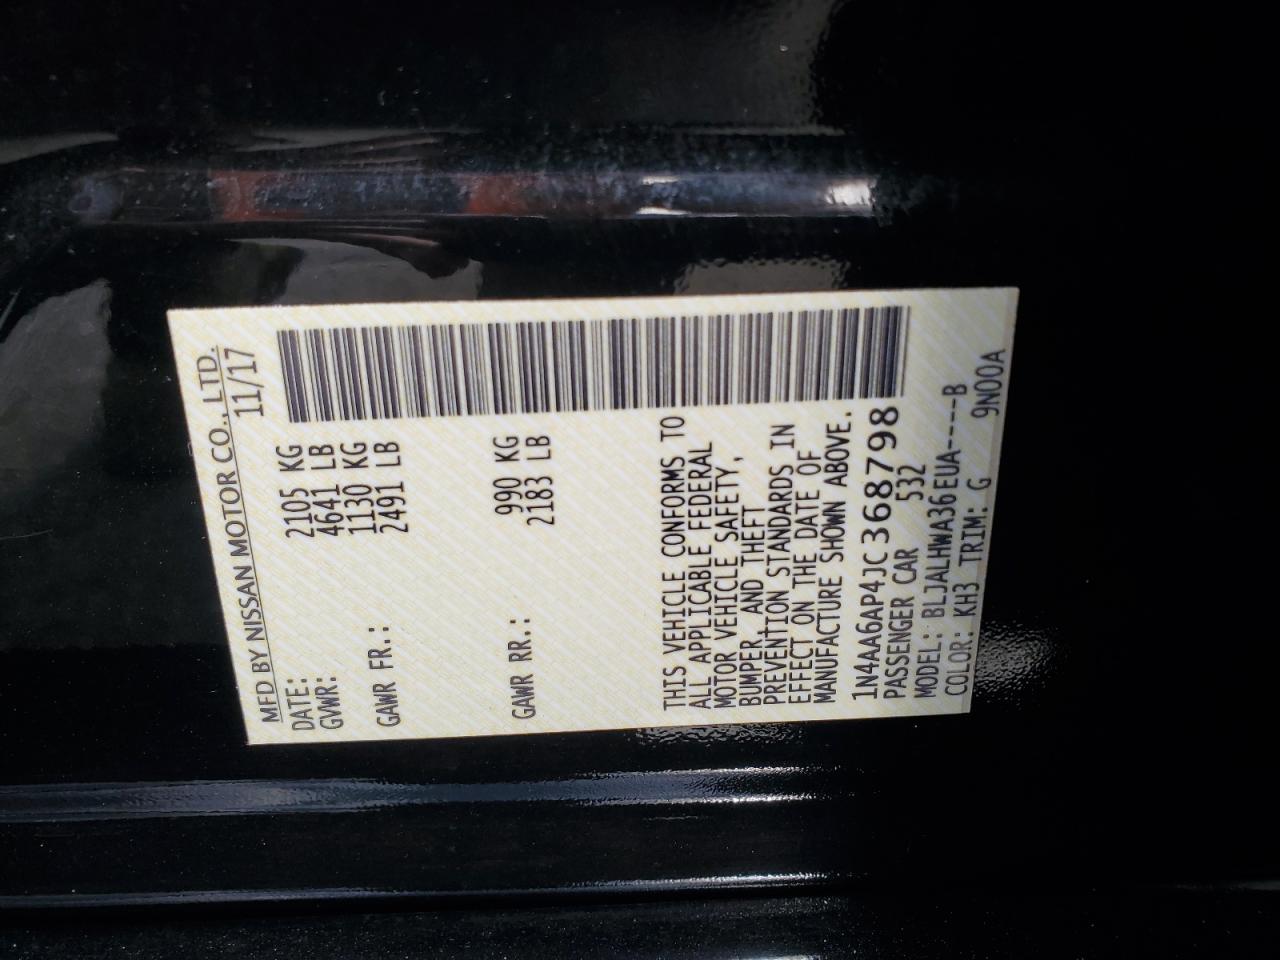 MFD BY NISSAN MOTOR CO., LTD.
DATE: 11/17
GVWR: 2105 KG
4641 LB
GAWR FR.: 1130 KG
2491 LB
GAWR RR.: 990 KG
2183 LB
THIS VEHICLE CONFORMS TO
ALL APPLICABLE FEDERAL
MOTOR VEHICLE SAFETY,
BUMPER, AND THEFT
PREVENTION STANDARDS IN
EFFECT ON THE DATE OF
MANUFACTURE SHOWN ABOVE.
1N4AA6AP4JC368798
PASSENGER CAR 532
MODEL: BLJALHWA36EUA-----B
COLOR: KH3 TRIM: G 9N00A